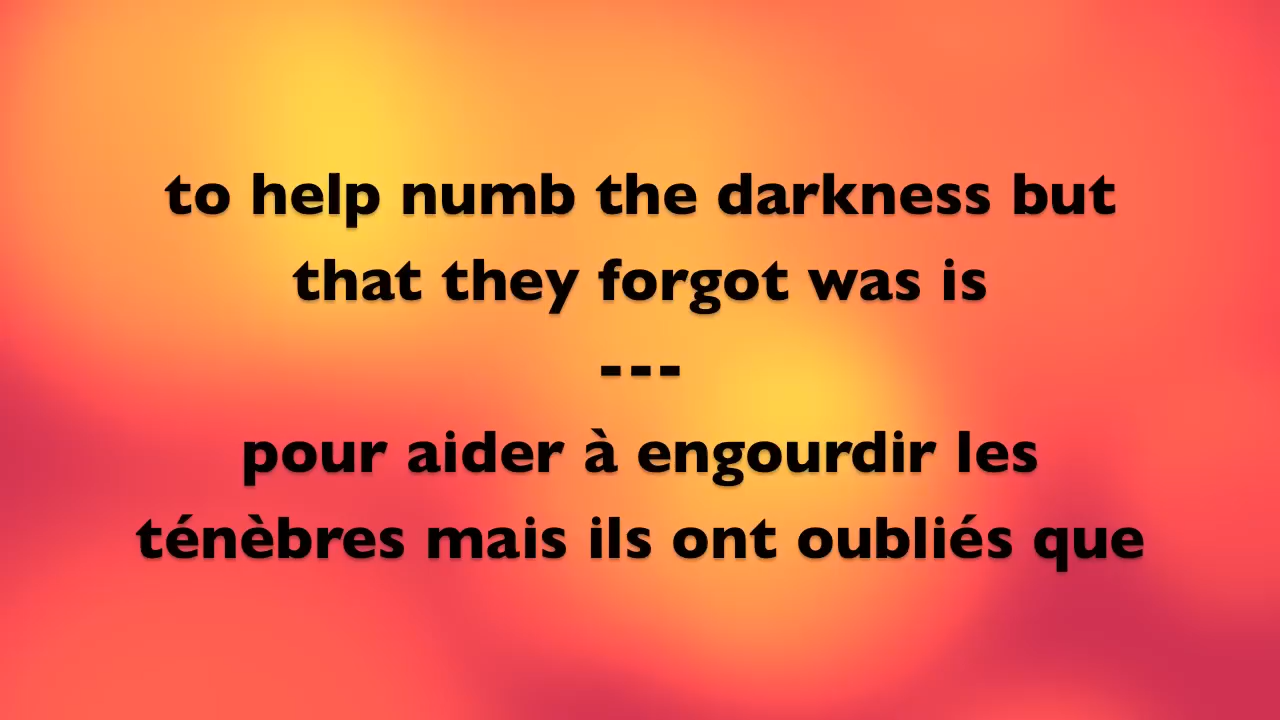 to help numb the darkness but
that they forgot was is
---
pour aider à engourdir les
ténèbres mais ils ont oubliés que